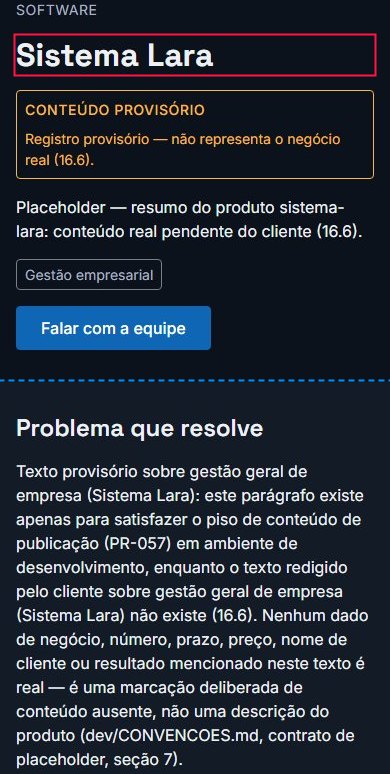 SOFTWARE
Sistema Lara
CONTEÚDO PROVISÓRIO
Registro provisório — não representa o negócio
real (16.6).
Placeholder — resumo do produto sistema-
lara: conteúdo real pendente do cliente (16.6).
Gestão empresarial
Falar com a equipe
Problema que resolve
Texto provisório sobre gestão geral de
empresa (Sistema Lara): este parágrafo existe
apenas para satisfazer o piso de conteúdo de
publicação (PR-057) em ambiente de
desenvolvimento, enquanto o texto redigido
pelo cliente sobre gestão geral de empresa
(Sistema Lara) não existe (16.6). Nenhum dado
de negócio, número, prazo, preço, nome de
cliente ou resultado mencionado neste texto é
real — é uma marcação deliberada de
conteúdo ausente, não uma descrição do
produto (dev/CONVENCOES.md, contrato de
placeholder, seção 7).